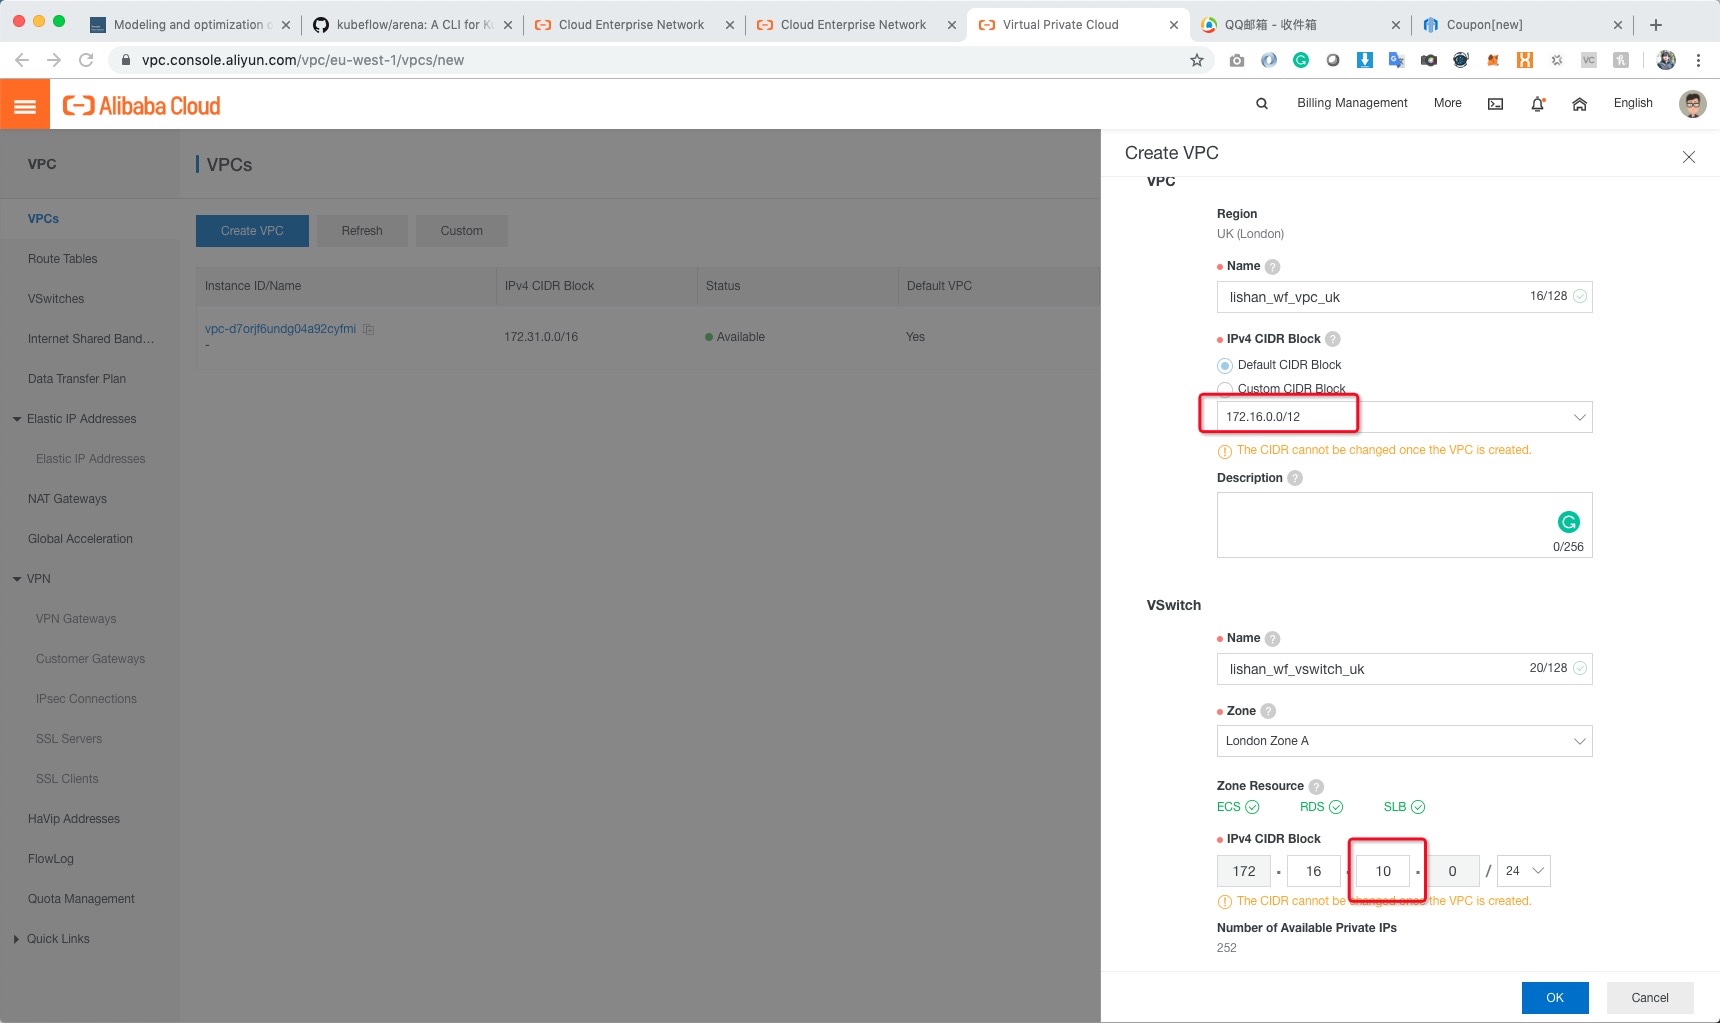 Modeling and optimization o
kubeflow/arena: A CLI for Ku
Cloud Enterprise Network
Cloud Enterprise Network
Virtual Private Cloud
QQ邮箱 - 收件箱
Coupon[new]
vpc.console.aliyun.com/vpc/eu-west-1/vpcs/new
Alibaba Cloud
Billing Management
More
English
VPC
VPCs
Route Tables
VSwitches
Internet Shared Band...
Data Transfer Plan
Elastic IP Addresses
Elastic IP Addresses
NAT Gateways
Global Acceleration
VPN
VPN Gateways
Customer Gateways
IPsec Connections
SSL Servers
SSL Clients
HaVip Addresses
FlowLog
Quota Management
Quick Links
VPCs
Create VPC
Refresh
Custom
Instance ID/Name
IPv4 CIDR Block
Status
Default VPC
vpc-d7orjf6undg04a92cyfmi
-
172.31.0.0/16
Available
Yes
Create VPC
VPC
Region
UK (London)
Name
lishan_wf_vpc_uk
16/128
IPv4 CIDR Block
Default CIDR Block
Custom CIDR Block
172.16.0.0/12
The CIDR cannot be changed once the VPC is created.
Description
0/256
VSwitch
Name
lishan_wf_vswitch_uk
20/128
Zone
London Zone A
Zone Resource
ECS
RDS
SLB
IPv4 CIDR Block
172 . 16 . 10 . 0 / 24
The CIDR cannot be changed once the VPC is created.
Number of Available Private IPs
252
OK
Cancel